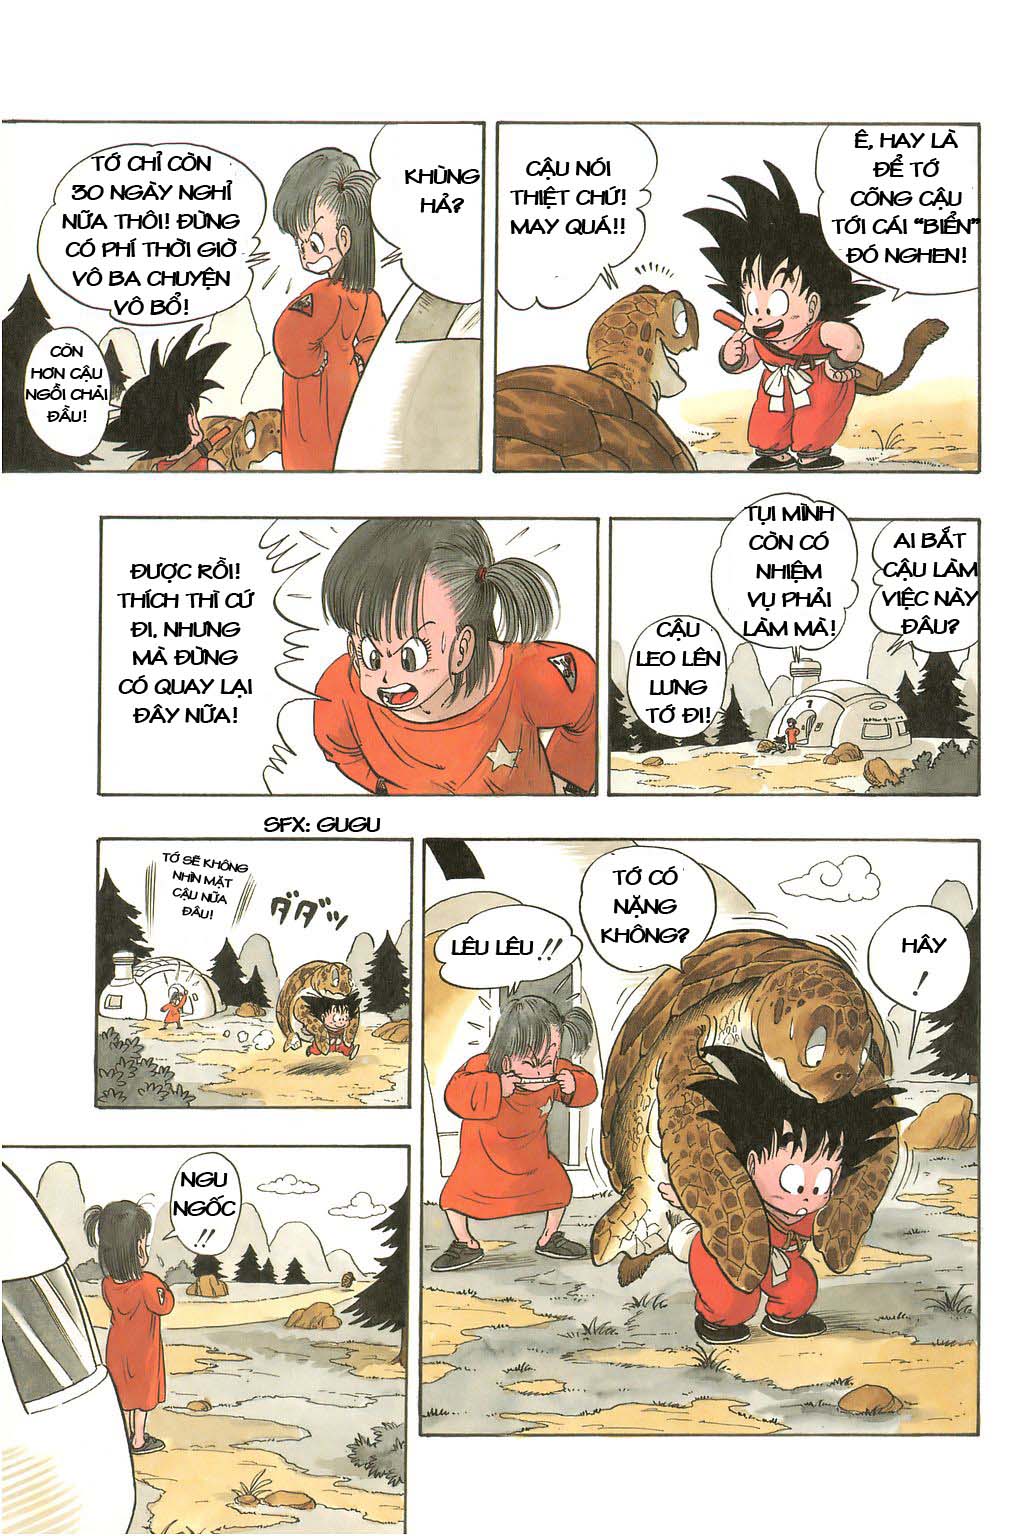 Ê, HAY LÀ
ĐỂ TỚ
CÕNG CẬU
TỚI CÁI “BIỂN”
ĐÓ NGHEN!
CẬU NÓI
THIỆT CHỨ!
MAY QUÁ!!
KHÙNG
HẢ?
TỚ CHỈ CÒN
30 NGÀY NGHỈ
NỮA THÔI! ĐỪNG
CÓ PHÍ THỜI GIỜ
VÔ BA CHUYỆN
VÔ BỔ!
CÒN
HƠN CẬU
NGỒI CHẢI
ĐẦU!
AI BẮT
CẬU LÀM
VIỆC NÀY
ĐÂU?
TỤI MÌNH
CÒN CÓ
NHIỆM
VỤ PHẢI
LÀM MÀ!
CẬU
LEO LÊN
LƯNG
TỚ ĐI!
ĐƯỢC RỒI!
THÍCH THÌ CỨ
ĐI. NHƯNG
MÀ ĐỪNG
CÓ QUAY LẠI
ĐÂY NỮA!
HÂY
!
TỚ CÓ
NẶNG
KHÔNG?
LÊU LÊU!!
SFX: GUGU
TỚ SẼ KHÔNG
NHÌN MẶT
CẬU NỮA
ĐÂU!
ダダッ
NGU
NGỐC
!!